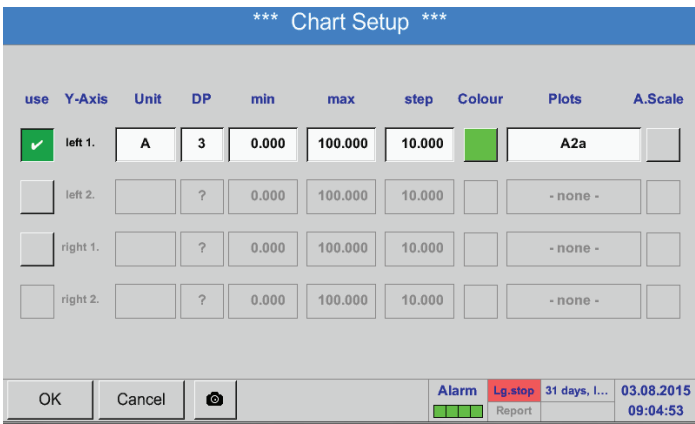 *** Chart Setup ***
use Y-Axis Unit DP min max step Colour Plots A.Scale
left 1. A 3 0.000 100.000 10.000 A2a
left 2. ? 0.000 100.000 10.000 - none -
right 1. ? 0.000 100.000 10.000 - none -
right 2. ? 0.000 100.000 10.000 - none -
OK Cancel Alarm Lg.stop 31 days, l... 03.08.2015
Report 09:04:53